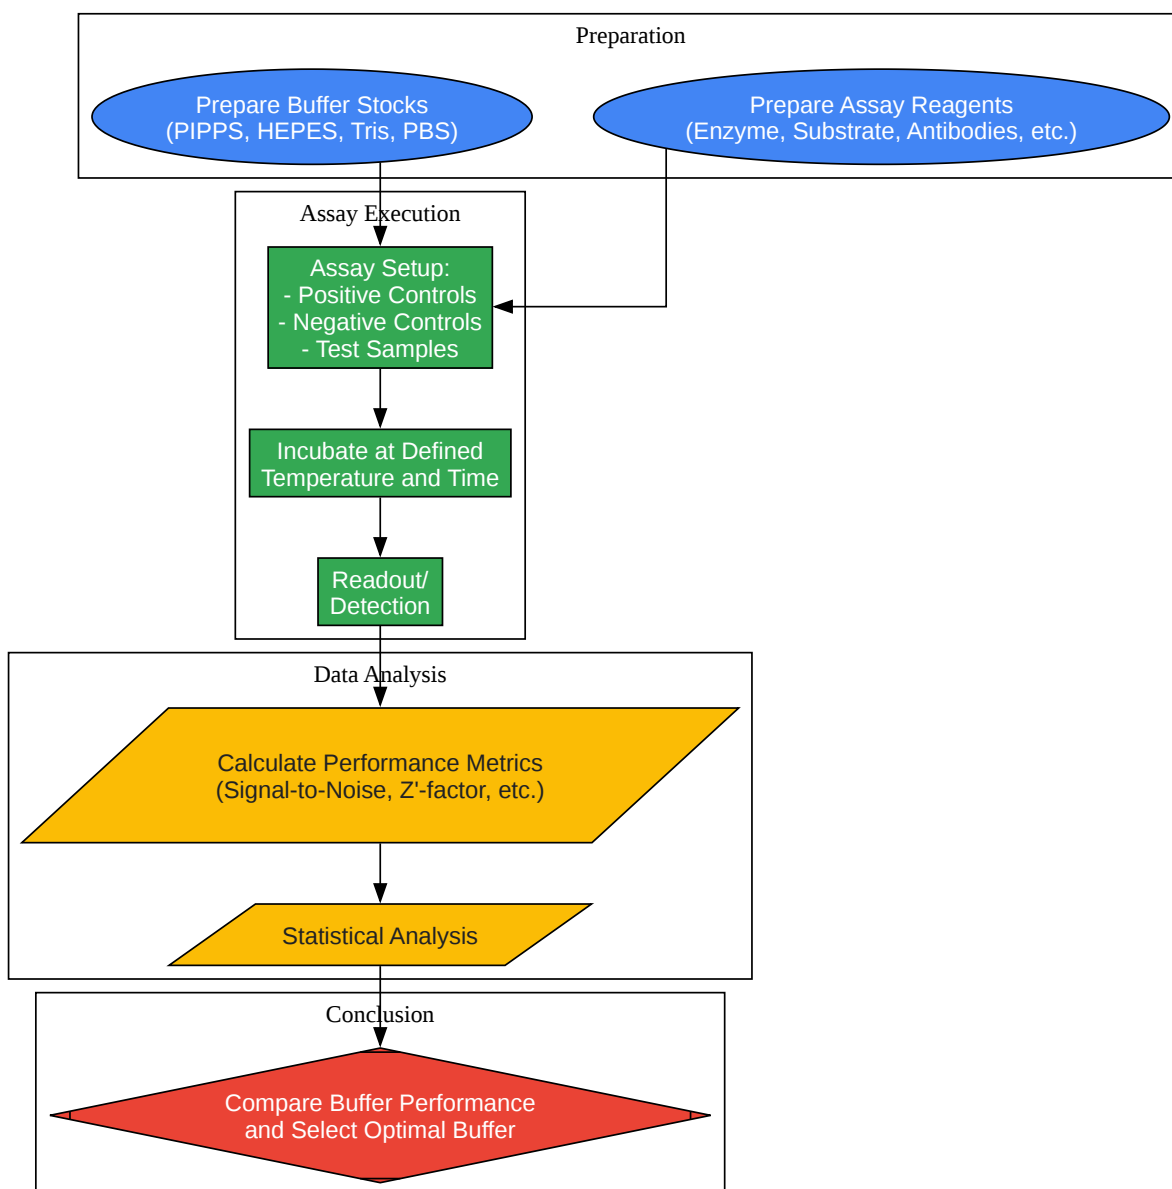 Preparation
Prepare Buffer Stocks
(PIPPS, HEPES, Tris, PBS)
Prepare Assay Reagents
(Enzyme, Substrate, Antibodies, etc.)
Assay Execution
Assay Setup:
- Positive Controls
- Negative Controls
- Test Samples
Incubate at Defined
Temperature and Time
Readout/
Detection
Data Analysis
Calculate Performance Metrics
(Signal-to-Noise, Z'-factor, etc.)
Statistical Analysis
Conclusion
Compare Buffer Performance
and Select Optimal Buffer